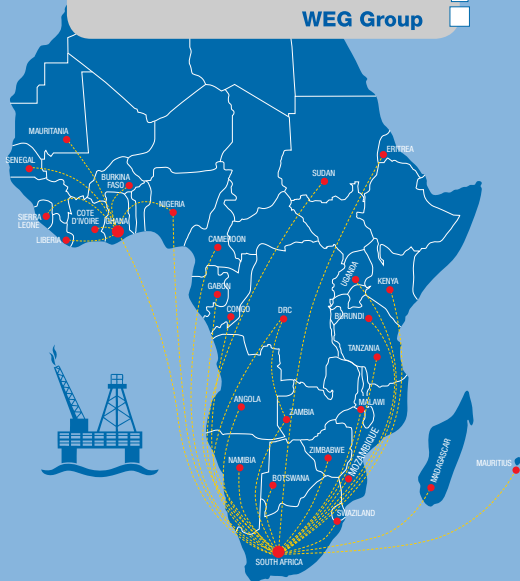 WEG Group
MAURITANIA
ERITREA
SENEGAL
BURKINA
FASO
SUDAN
NIGERIA
SIERRA
LEONE
COTE
D'IVOIRE
GHANA
LIBERIA
CAMEROON
UGANDA
KENYA
GABON
CONGO
DRC
BURUNDI
TANZANIA
ANGOLA
ZAMBIA
MALAWI
MOZAMBIQUE
MADAGASCAR
ZIMBABWE
NAMIBIA
BOTSWANA
MAURITIUS
SWAZILAND
SOUTH AFRICA